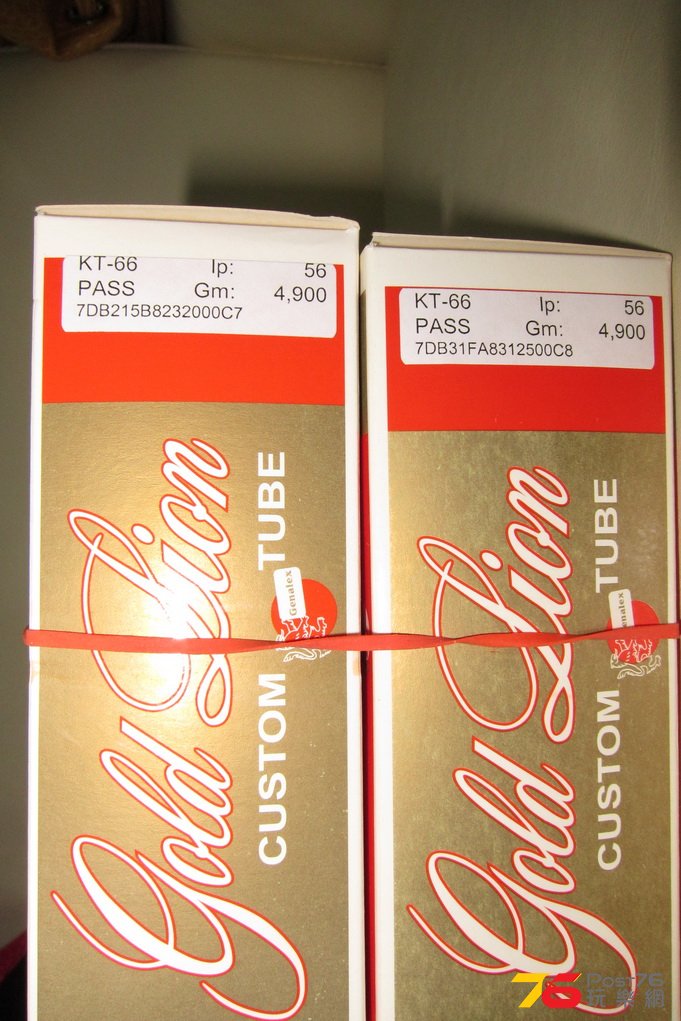 KT-66 Ip: 56
PASS Gm: 4,900
7DB215B8232000C7
Gold Lion
CUSTOM TUBE
Genalex
KT-66 Ip: 56
PASS Gm: 4,900
7DB31FA8312500C8
Gold Lion
CUSTOM TUBE
Genalex
76 Post76
玩樂網